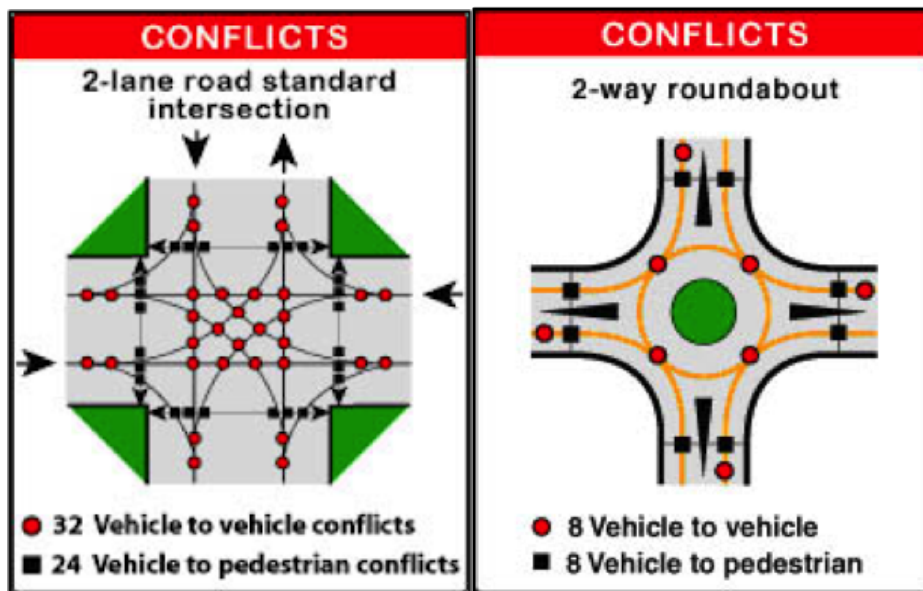 CONFLICTS
2-lane road standard
intersection
32 Vehicle to vehicle conflicts
24 Vehicle to pedestrian conflicts
CONFLICTS
2-way roundabout
8 Vehicle to vehicle
8 Vehicle to pedestrian